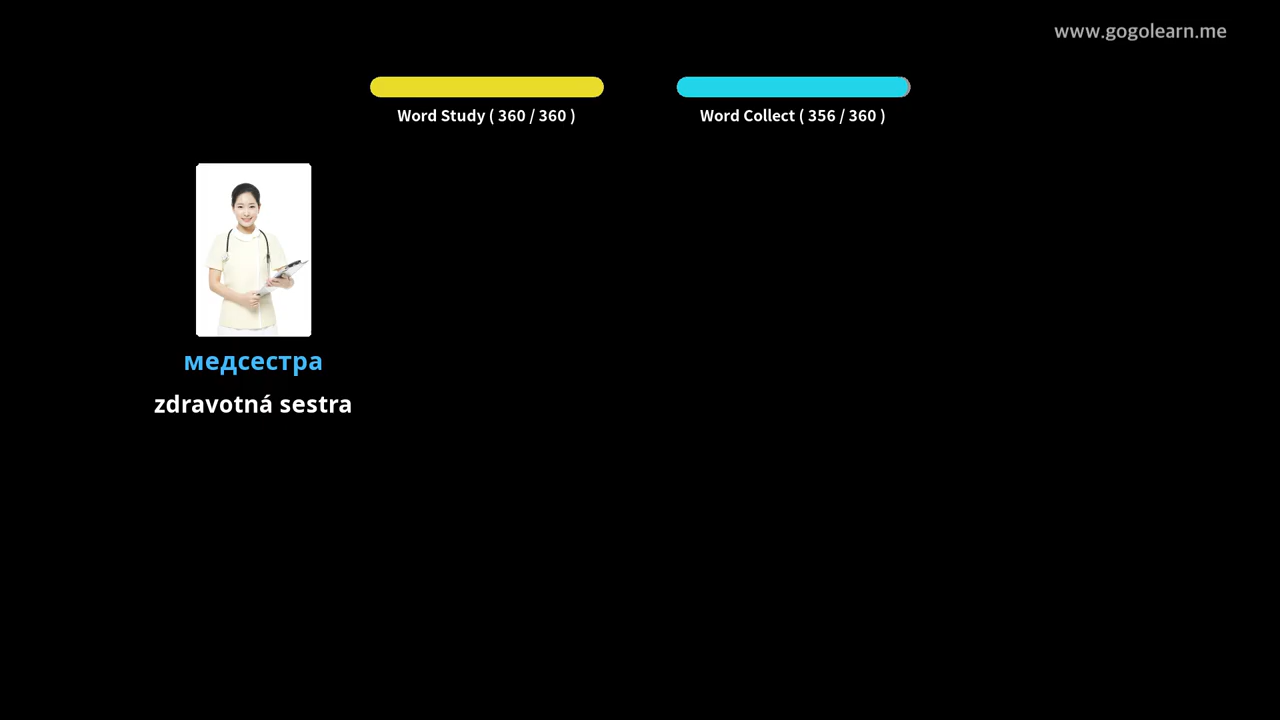 www.gogolearn.me
Word Study ( 360 / 360 )
Word Collect ( 356 / 360 )
медсестра
zdravotná sestra